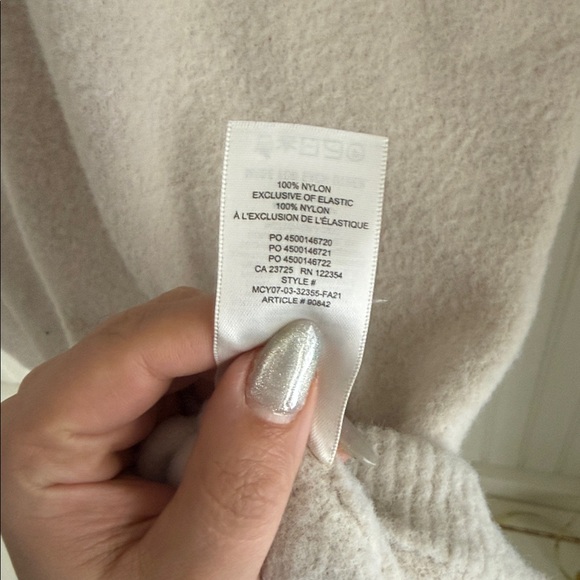 100% NYLON
EXCLUSIVE OF ELASTIC
100% NYLON
À L'EXCLUSION DE L'ÉLASTIQUE
PO 4500146720
PO 4500146721
PO 4500146722
CA 23725 RN 122354
STYLE #
MCY07-03-32355-FA21
ARTICLE # 90842